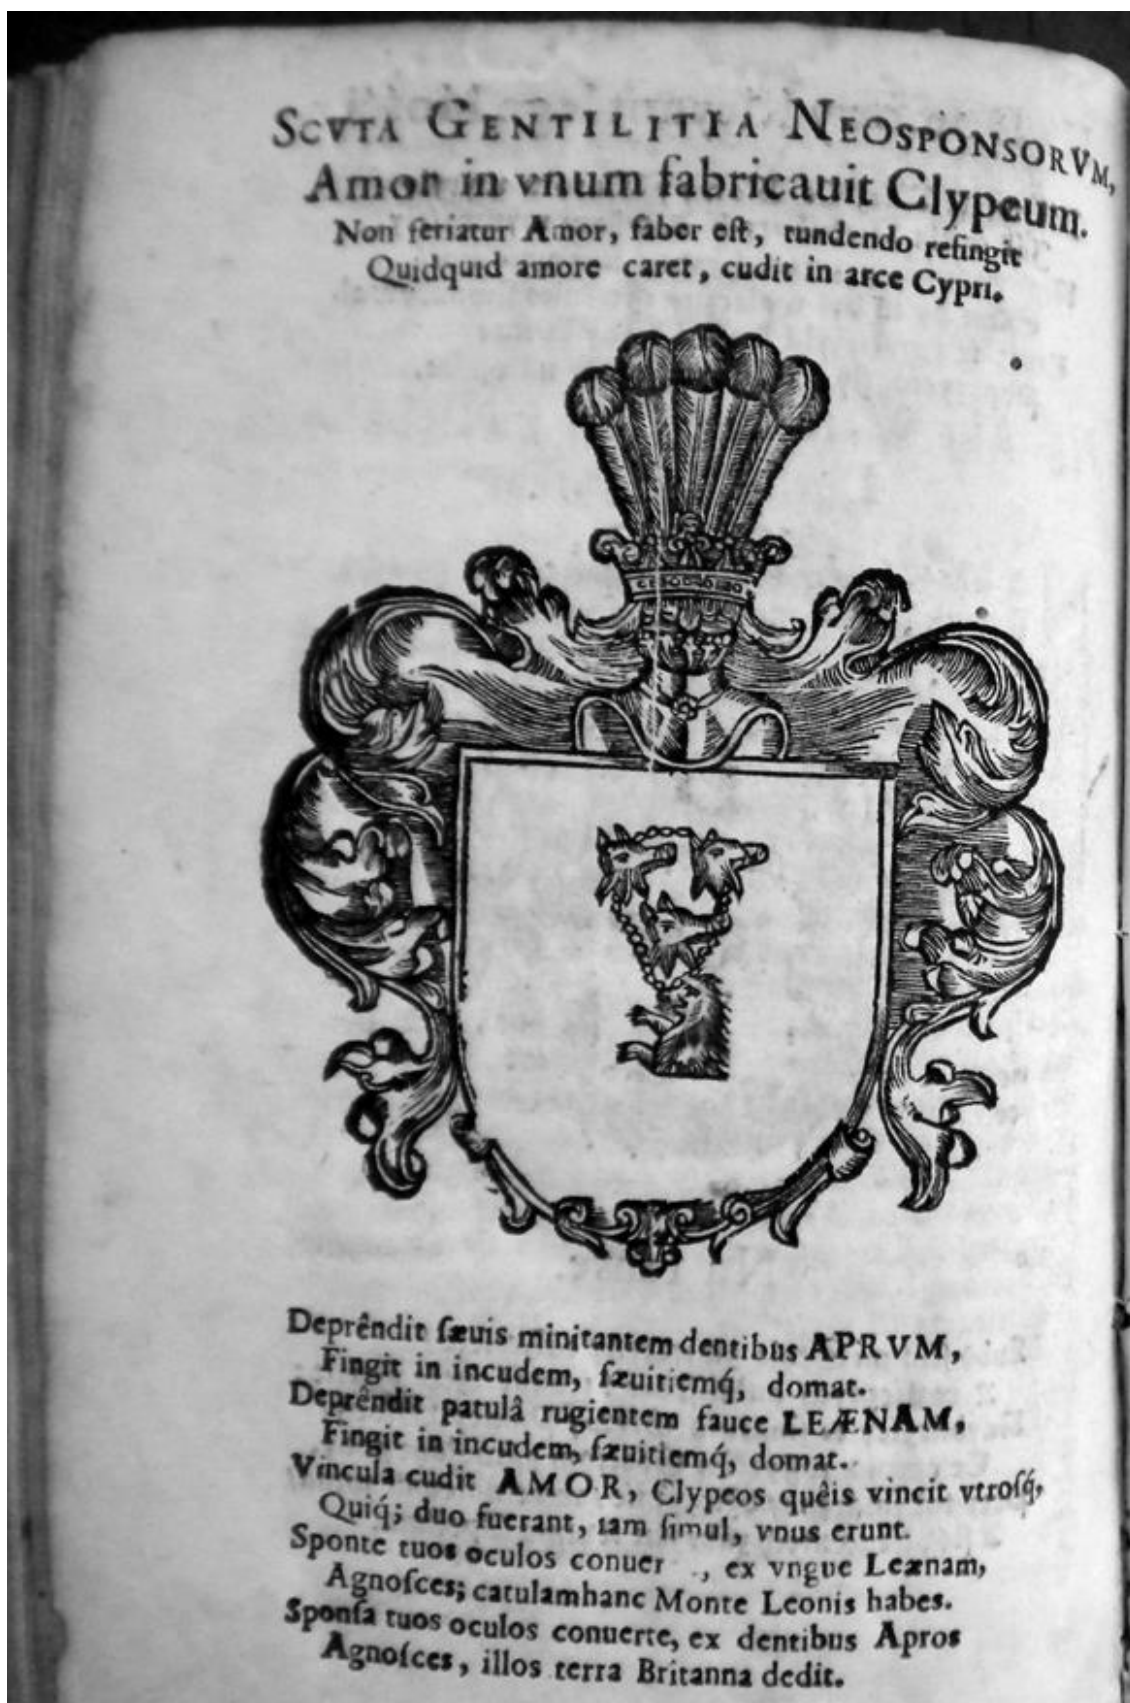 SCVTA GENTILITIA NEOSPONSORVM,
Amor in vnum fabricauit Clypeum.
Non feriatur Amor, faber eſt, tundendo refingit
Quidquid amore caret, cudit in arce Cypri.
Deprêndit ſæuis minitantem dentibus APRVM,
Fingit in incudem, ſæuitiemq́, domat.
Deprêndit patulâ rugientem fauce LEÆNAM,
Fingit in incudem, ſæuitiemq́, domat.
Vincula cudit AMOR, Clypeos quêis vincit vtroſq́,
Quiq́; duo fuerant, iam ſimul, vnus erunt.
Sponte tuos oculos conuer ., ex vngue Leænam,
Agnoſces; catulamhanc Monte Leonis habes.
Sponſa tuos oculos conuerte, ex dentibus Apros
Agnoſces, illos terra Britanna dedit.